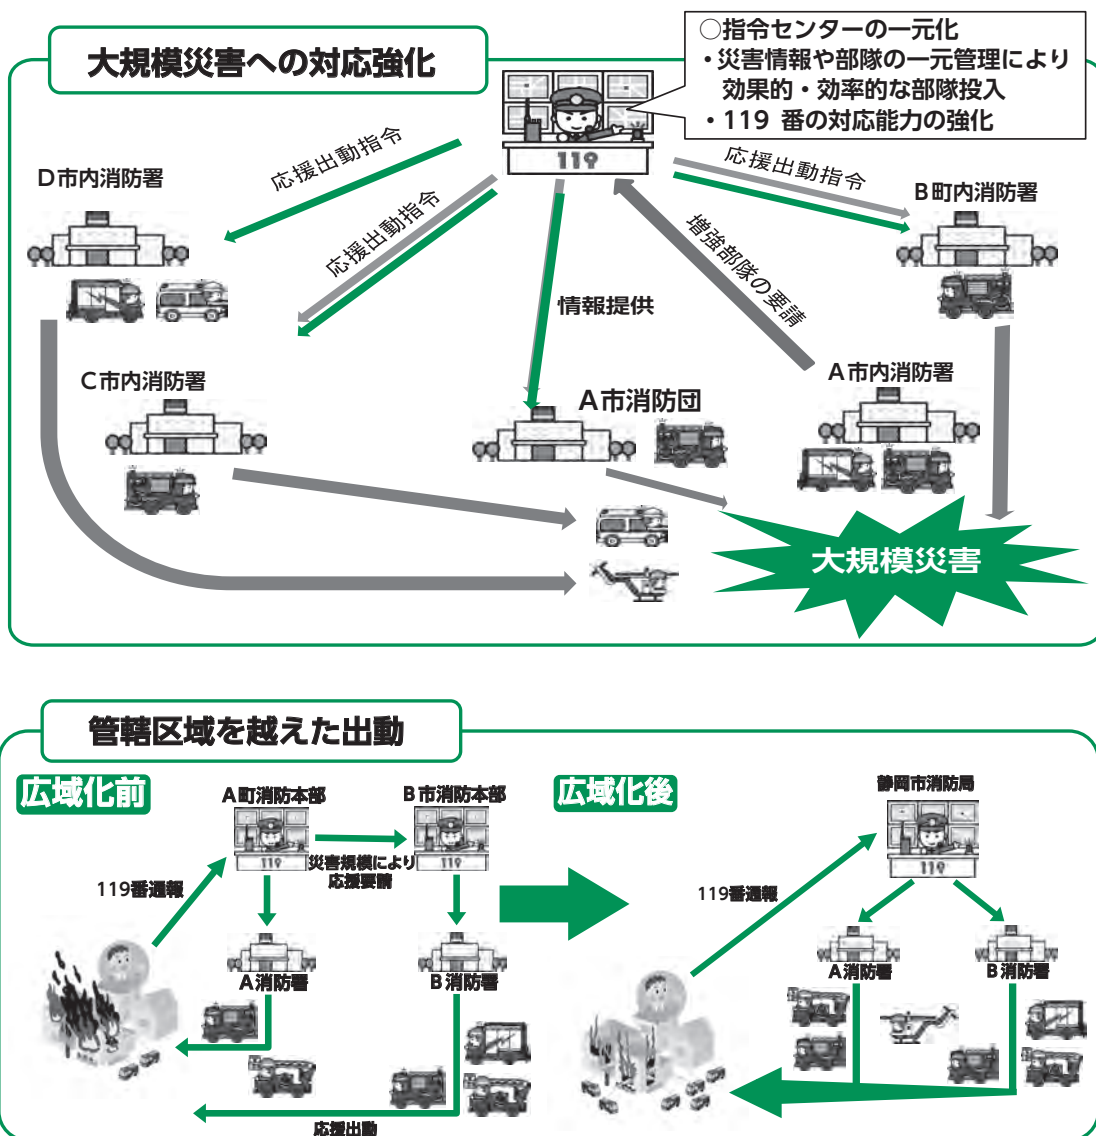 大規模災害への対応強化
○指令センターの一元化
・災害情報や部隊の一元管理により
効果的・効率的な部隊投入
・119 番の対応能力の強化
119
応援出動指令
応援出動指令
応援出動指令
D市内消防署
B町内消防署
増強部隊の要請
情報提供
C市内消防署
A市消防団
A市内消防署
大規模災害
管轄区域を越えた出動
広域化前
A町消防本部
B市消防本部
119
119
災害規模により
応援要請
119番通報
A消防署
B消防署
応援出動
広域化後
静岡市消防局
119
119番通報
A消防署
B消防署